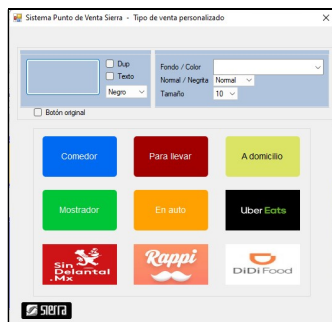 Sistema Punto de Venta Sierra - Tipo de venta personalizado
Dup
Texto
Negro
Fondo / Color
Normal / Negrita Normal
Tamaño 10
Botón original
Comedor
Para llevar
A domicilio
Mostrador
En auto
Uber Eats
Sin
Delantal
.Mx
Rappi
DiDi Food
sierra